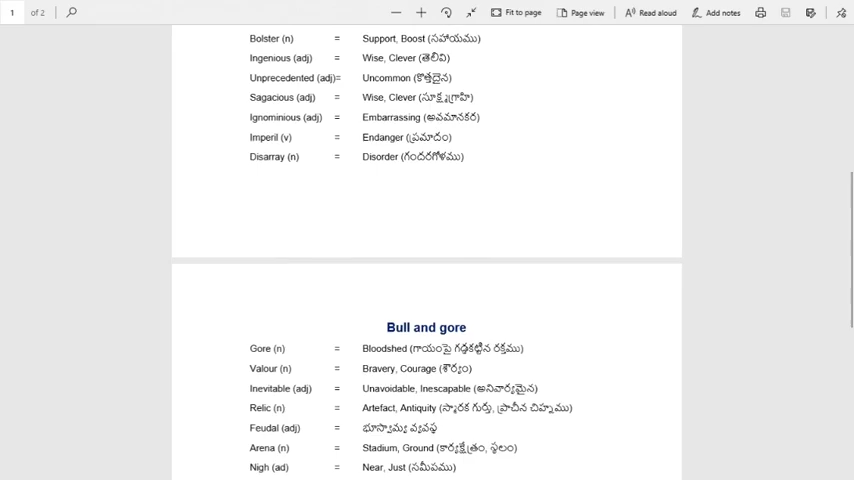 1 of 2 Fit to page Page view Read aloud Add notes
Bolster (n) = Support, Boost (సహాయము)
Ingenious (adj) = Wise, Clever (తెలివి)
Unprecedented (adj)= Uncommon (కొత్తదైన)
Sagacious (adj) = Wise, Clever (సూక్ష్మగ్రాహి)
Ignominious (adj) = Embarrassing (అవమానకర)
Imperil (v) = Endanger (ప్రమాదం)
Disarray (n) = Disorder (గందరగోళము)
Bull and gore
Gore (n) = Bloodshed (గాయంపై గడ్డకట్టిన రక్తము)
Valour (n) = Bravery, Courage (శౌర్యం)
Inevitable (adj) = Unavoidable, Inescapable (అనివార్యమైన)
Relic (n) = Artefact, Antiquity (స్మారక గుర్తు, ప్రాచీన చిహ్నము)
Feudal (adj) = భూస్వామ్య వ్యవస్థ
Arena (n) = Stadium, Ground (కార్యక్షేత్రం, స్థలం)
Nigh (ad) = Near, Just (సమీపము)